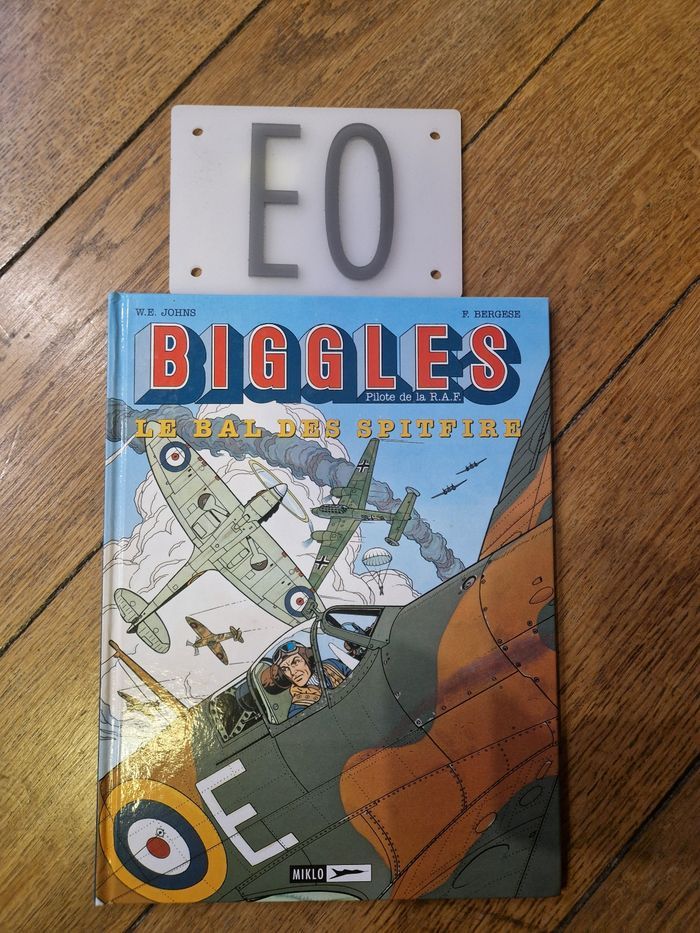 EO
W.E. JOHNS F. BERGESE
BIGGLES
Pilote de la R.A.F.
LE BAL DES SPITFIRE
E
MIKLO